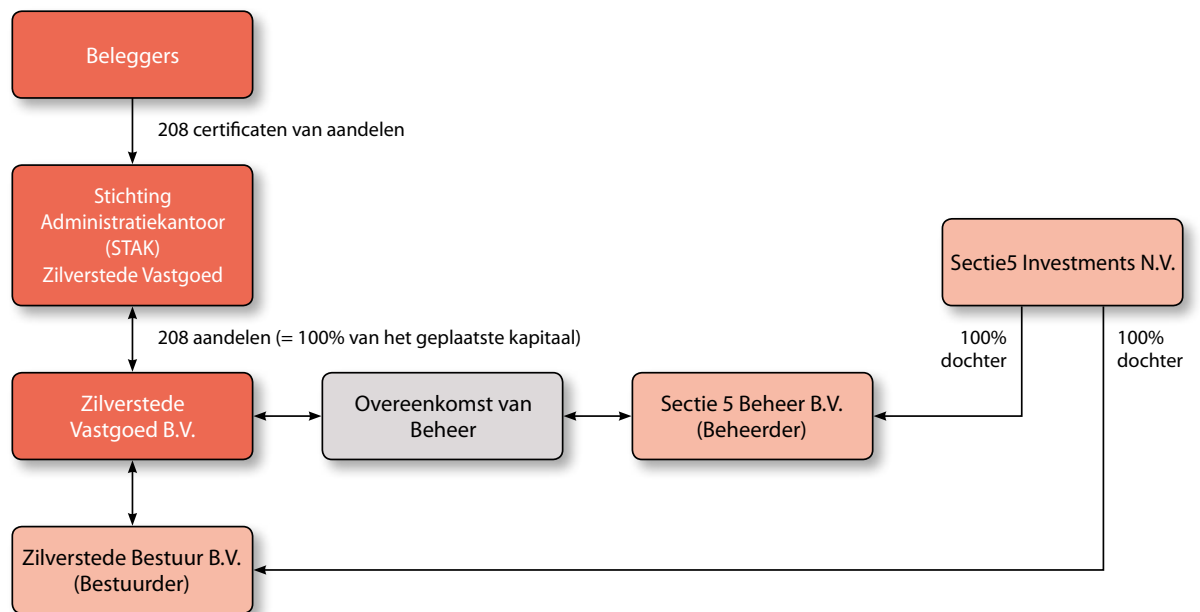 Beleggers
208 certificaten van aandelen
Stichting
Administratiekantoor
(STAK)
Zilverstede Vastgoed
Sectie5 Investments N.V.
208 aandelen (= 100% van het geplaatste kapitaal)
100%
dochter
100%
dochter
Zilverstede
Vastgoed B.V.
Overeenkomst van
Beheer
Sectie 5 Beheer B.V.
(Beheerder)
Zilverstede Bestuur B.V.
(Bestuurder)